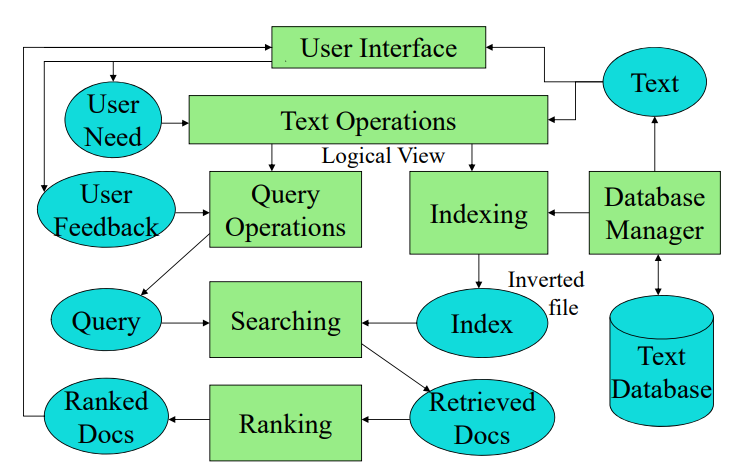 User Interface
Text
User
Need
Text Operations
Logical View
User
Feedback
Query
Operations
Indexing
Database
Manager
Inverted
file
Query
Searching
Index
Text
Database
Ranked
Docs
Ranking
Retrieved
Docs